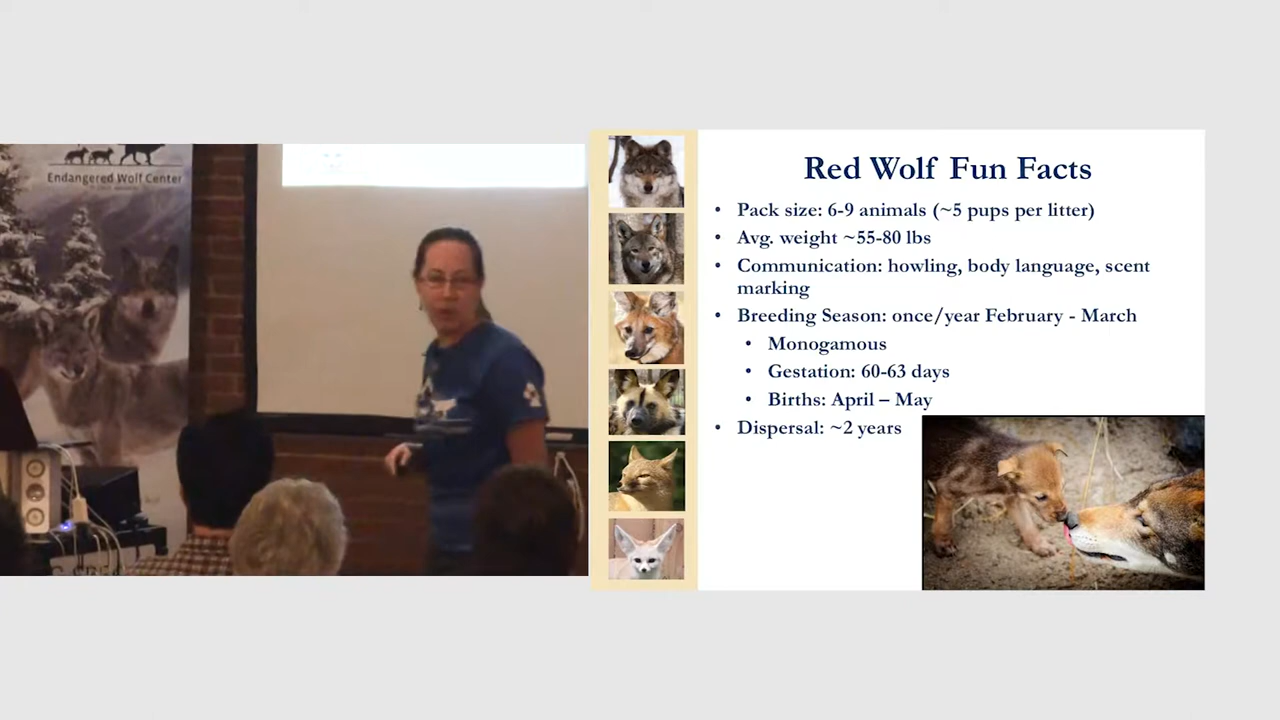 Endangered Wolf Center
Red Wolf Fun Facts
• Pack size: 6-9 animals (~5 pups per litter)
• Avg. weight ~55-80 lbs
• Communication: howling, body language, scent
marking
• Breeding Season: once/year February - March
• Monogamous
• Gestation: 60-63 days
• Births: April – May
• Dispersal: ~2 years